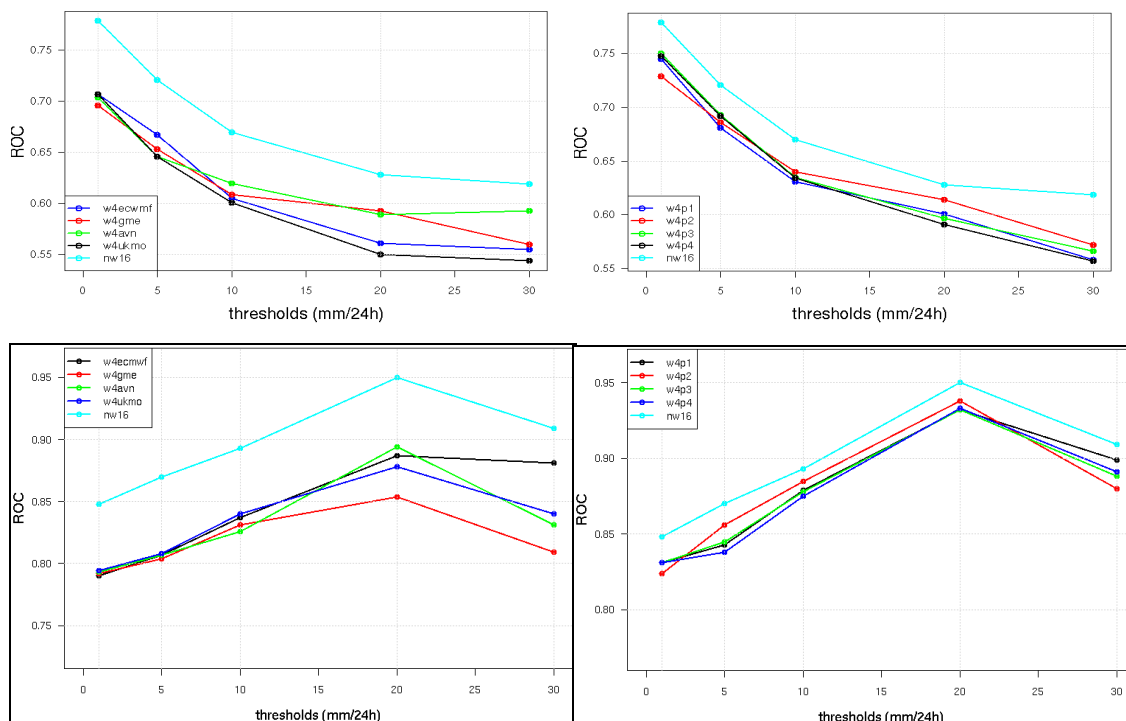 0.75
0.70
0.65
0.60
0.55
ROC
w4ecwmf
w4gme
w4avn
w4ukmo
nw16
0 5 10 15 20 25 30
thresholds (mm/24h)
0.75
0.70
0.65
0.60
0.55
ROC
w4p1
w4p2
w4p3
w4p4
nw16
0 5 10 15 20 25 30
thresholds (mm/24h)
w4ecmwf
w4gme
w4avn
w4ukmo
nw16
0.95
0.90
0.85
0.80
0.75
ROC
0 5 10 15 20 25 30
thresholds (mm/24h)
w4p1
w4p2
w4p3
w4p4
nw16
0.95
0.90
0.85
0.80
ROC
0 5 10 15 20 25 30
thresholds (mm/24h)